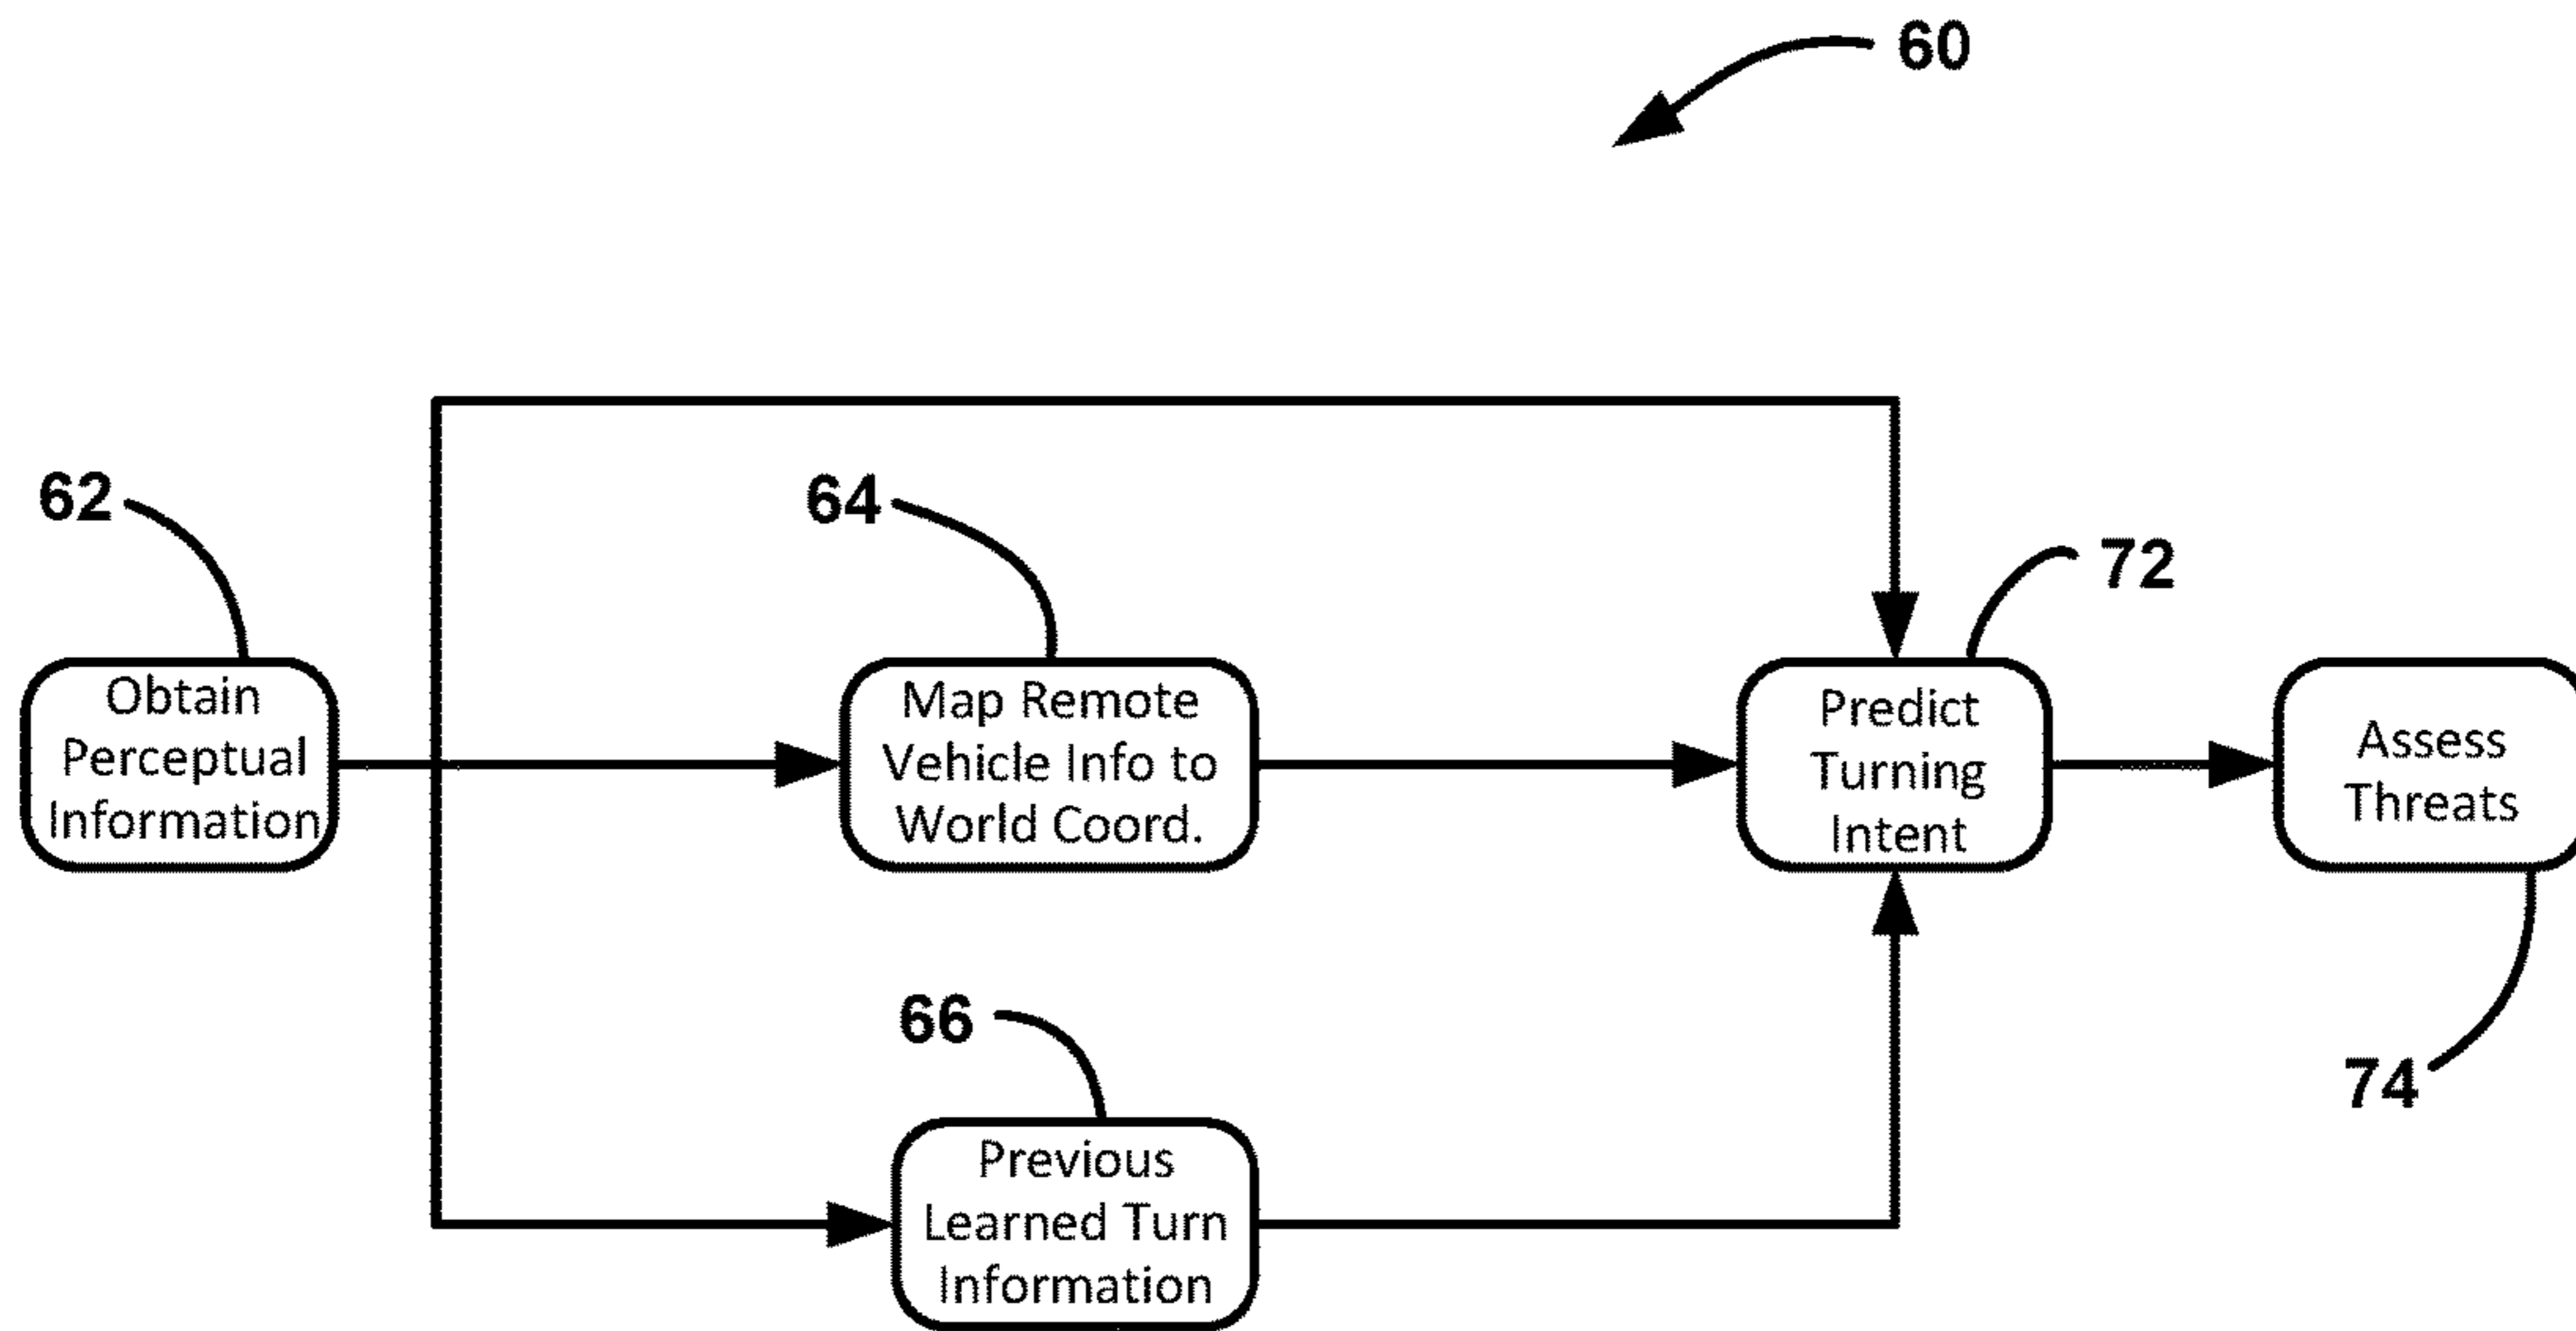 60
62
64
72
Obtain
Perceptual
Information
Map Remote
Vehicle Info to
World Coord.
Predict
Turning
Intent
Assess
Threats
66
74
Previous
Learned Turn
Information